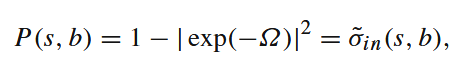 P(s, b) = 1 − | exp(−Ω)|² = σ̃ᵢₙ(s, b),